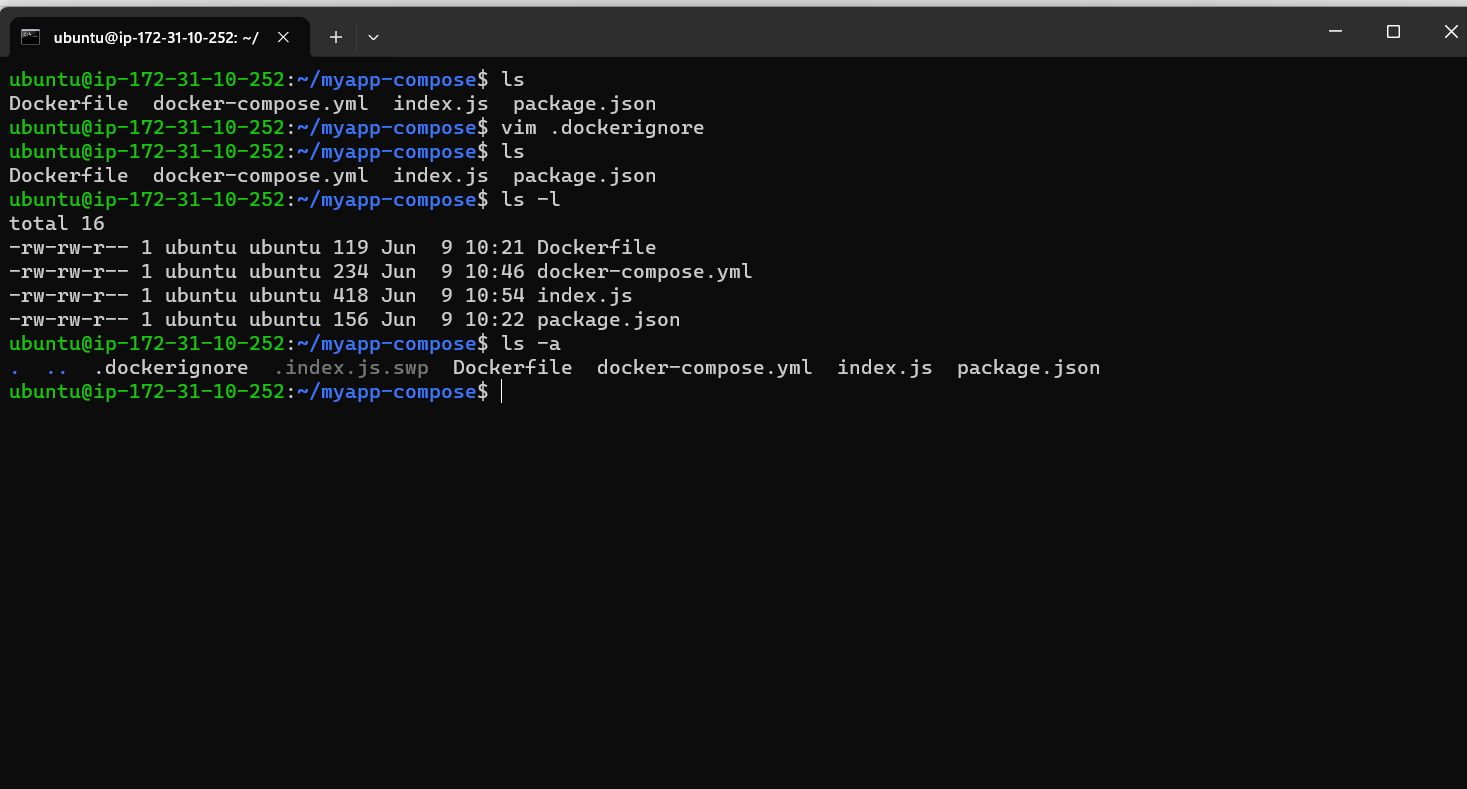 ubuntu@ip-172-31-10-252: ~/
ubuntu@ip-172-31-10-252:~/myapp-compose$ ls
Dockerfile  docker-compose.yml  index.js  package.json
ubuntu@ip-172-31-10-252:~/myapp-compose$ vim .dockerignore
ubuntu@ip-172-31-10-252:~/myapp-compose$ ls
Dockerfile  docker-compose.yml  index.js  package.json
ubuntu@ip-172-31-10-252:~/myapp-compose$ ls -l
total 16
-rw-rw-r-- 1 ubuntu ubuntu 119 Jun  9 10:21 Dockerfile
-rw-rw-r-- 1 ubuntu ubuntu 234 Jun  9 10:46 docker-compose.yml
-rw-rw-r-- 1 ubuntu ubuntu 418 Jun  9 10:54 index.js
-rw-rw-r-- 1 ubuntu ubuntu 156 Jun  9 10:22 package.json
ubuntu@ip-172-31-10-252:~/myapp-compose$ ls -a
.  ..  .dockerignore  .index.js.swp  Dockerfile  docker-compose.yml  index.js  package.json
ubuntu@ip-172-31-10-252:~/myapp-compose$